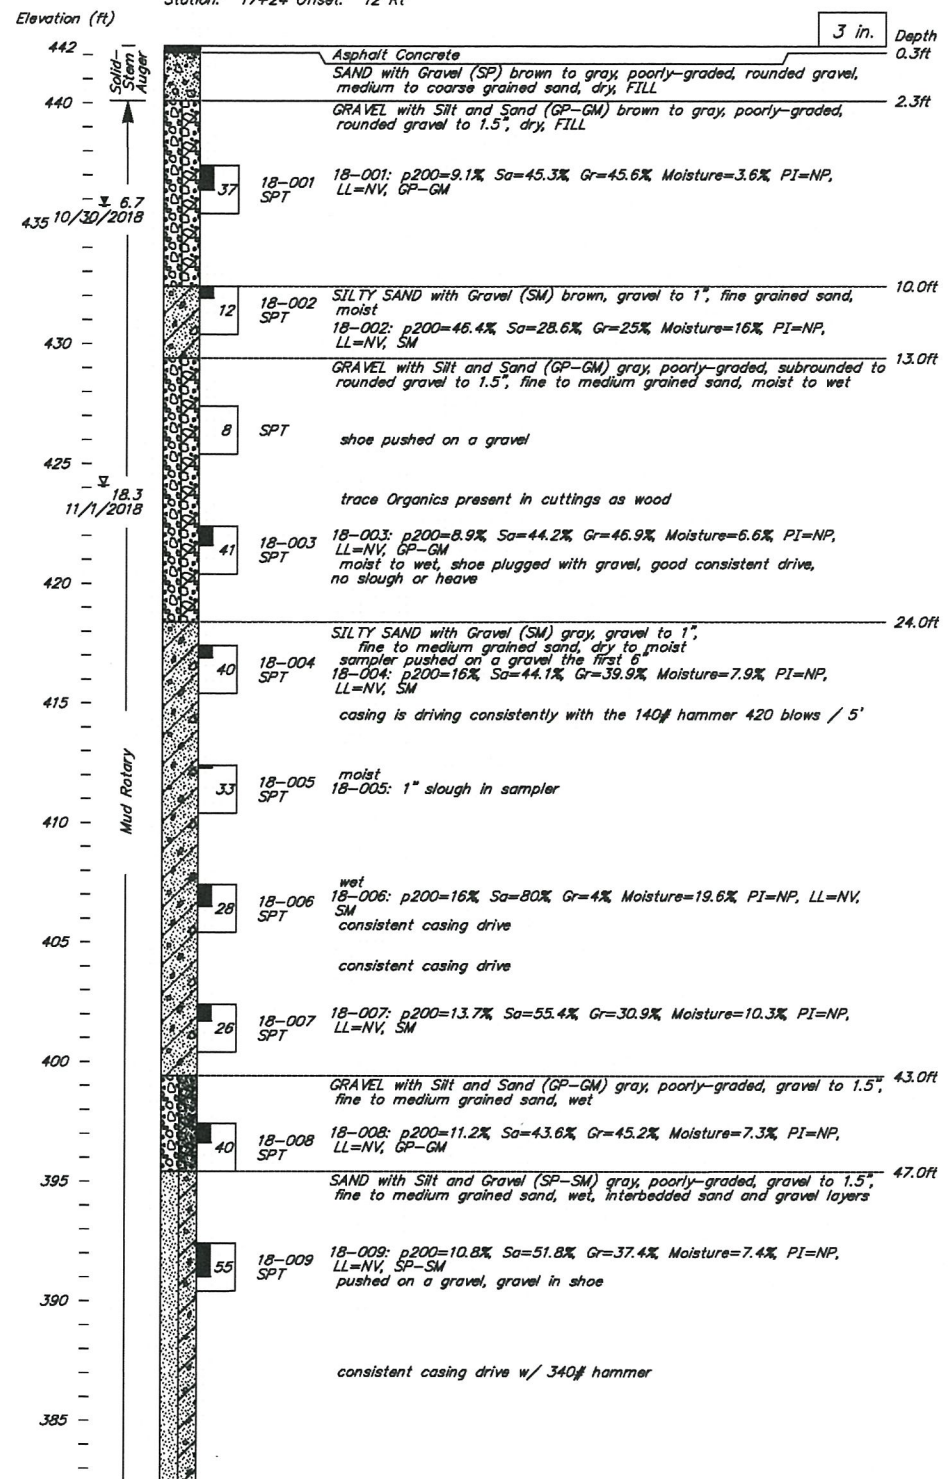 Station: 17+24 Offset: 12 Rt
Elevation (ft)
3 in.
Depth
442
Solid-
Stem
Auger
Asphalt Concrete
0.3ft
SAND with Gravel (SP) brown to gray, poorly-graded, rounded gravel,
medium to coarse grained sand, dry, FILL
440
2.3ft
GRAVEL with Silt and Sand (GP-GM) brown to gray, poorly-graded,
rounded gravel to 1.5", dry, FILL
37
18-001
SPT
18-001: p200=9.1% Sa=45.3% Gr=45.6% Moisture=3.6% PI=NP,
LL=NV, GP-GM
6.7
10/30/2018
435
10.0ft
12
18-002
SPT
SILTY SAND with Gravel (SM) brown, gravel to 1", fine grained sand,
moist
18-002: p200=46.4% Sa=28.6% Gr=25% Moisture=16% PI=NP,
LL=NV, SM
430
13.0ft
GRAVEL with Silt and Sand (GP-GM) gray, poorly-graded, subrounded to
rounded gravel to 1.5", fine to medium grained sand, moist to wet
8
SPT
shoe pushed on a gravel
425
18.3
11/1/2018
trace Organics present in cuttings as wood
41
18-003
SPT
18-003: p200=8.9% Sa=44.2% Gr=46.9% Moisture=6.6% PI=NP,
LL=NV, GP-GM
moist to wet, shoe plugged with gravel, good consistent drive,
no slough or heave
420
24.0ft
SILTY SAND with Gravel (SM) gray, gravel to 1",
fine to medium grained sand, dry to moist
sampler pushed on a gravel the first 6"
40
18-004
SPT
18-004: p200=16% Sa=44.1% Gr=39.9% Moisture=7.9% PI=NP,
LL=NV, SM
415
casing is driving consistently with the 140# hammer 420 blows / 5'
Mud Rotary
33
18-005
SPT
moist
18-005: 1" slough in sampler
410
28
18-006
SPT
wet
18-006: p200=16% Sa=80% Gr=4% Moisture=19.6% PI=NP, LL=NV,
SM
consistent casing drive
405
consistent casing drive
26
18-007
SPT
18-007: p200=13.7% Sa=55.4% Gr=30.9% Moisture=10.3% PI=NP,
LL=NV, SM
400
43.0ft
GRAVEL with Silt and Sand (GP-GM) gray, poorly-graded, gravel to 1.5",
fine to medium grained sand, wet
40
18-008
SPT
18-008: p200=11.2% Sa=43.6% Gr=45.2% Moisture=7.3% PI=NP,
LL=NV, GP-GM
395
47.0ft
SAND with Silt and Gravel (SP-SM) gray, poorly-graded, gravel to 1.5",
fine to medium grained sand, wet, interbedded sand and gravel layers
55
18-009
SPT
18-009: p200=10.8% Sa=51.8% Gr=37.4% Moisture=7.4% PI=NP,
LL=NV, SP-SM
pushed on a gravel, gravel in shoe
390
consistent casing drive w/ 340# hammer
385